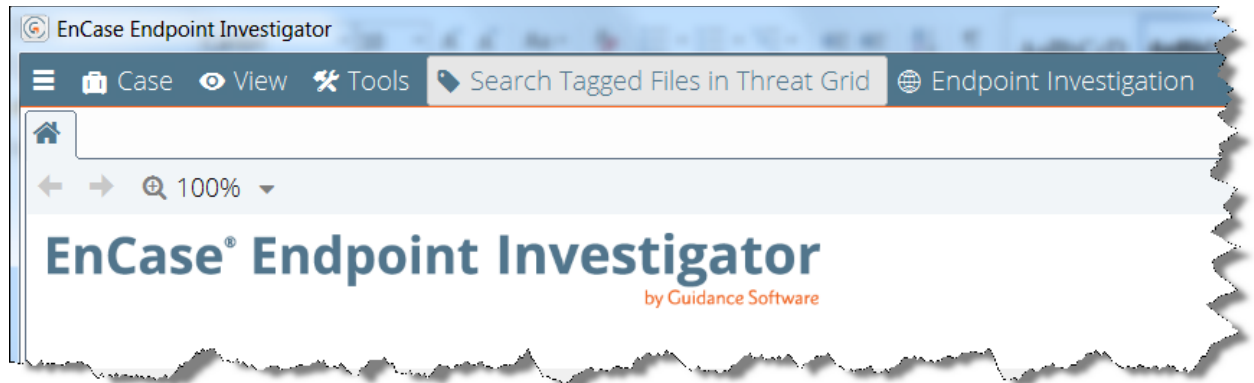 EnCase Endpoint Investigator
Case View Tools Search Tagged Files in Threat Grid Endpoint Investigation
100%
EnCase® Endpoint Investigator
by Guidance Software